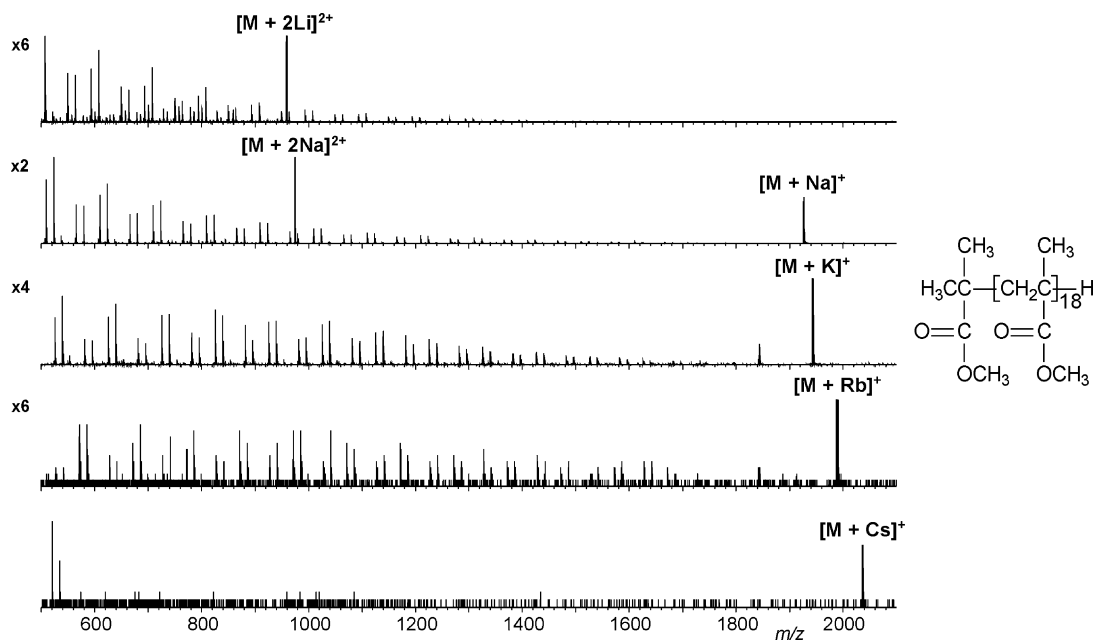 [M + 2Li]²⁺
x6
[M + 2Na]²⁺
x2
[M + Na]⁺
[M + K]⁺
x4
CH₃ CH₃
H₃C C [CH₂C]₁₈ H
O=C O=C
OCH₃ OCH₃
[M + Rb]⁺
x6
[M + Cs]⁺
600 800 1000 1200 1400 1600 1800 2000
m/z